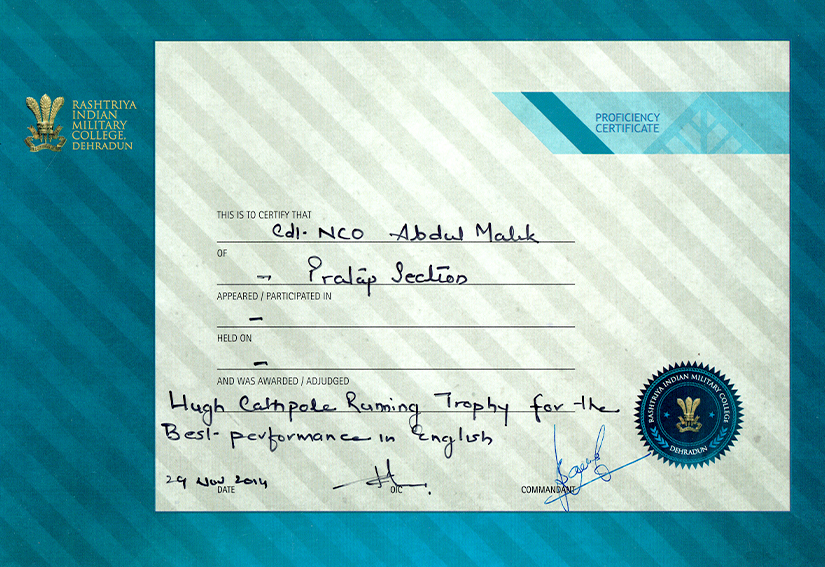 RASHTRIYA
INDIAN
MILITARY
COLLEGE,
DEHRADUN
PROFICIENCY
CERTIFICATE
THIS IS TO CERTIFY THAT
Cdt. NCO Abdul Malik
OF
- Pratap Section
APPEARED / PARTICIPATED IN
-
HELD ON
-
AND WAS AWARDED / ADJUDGED
Hugh Cathpole Running Trophy for the
Best performance in English
29 Nov 2014
DATE
OIC
COMMANDANT
RASHTRIYA INDIAN MILITARY COLLEGE
DEHRADUN